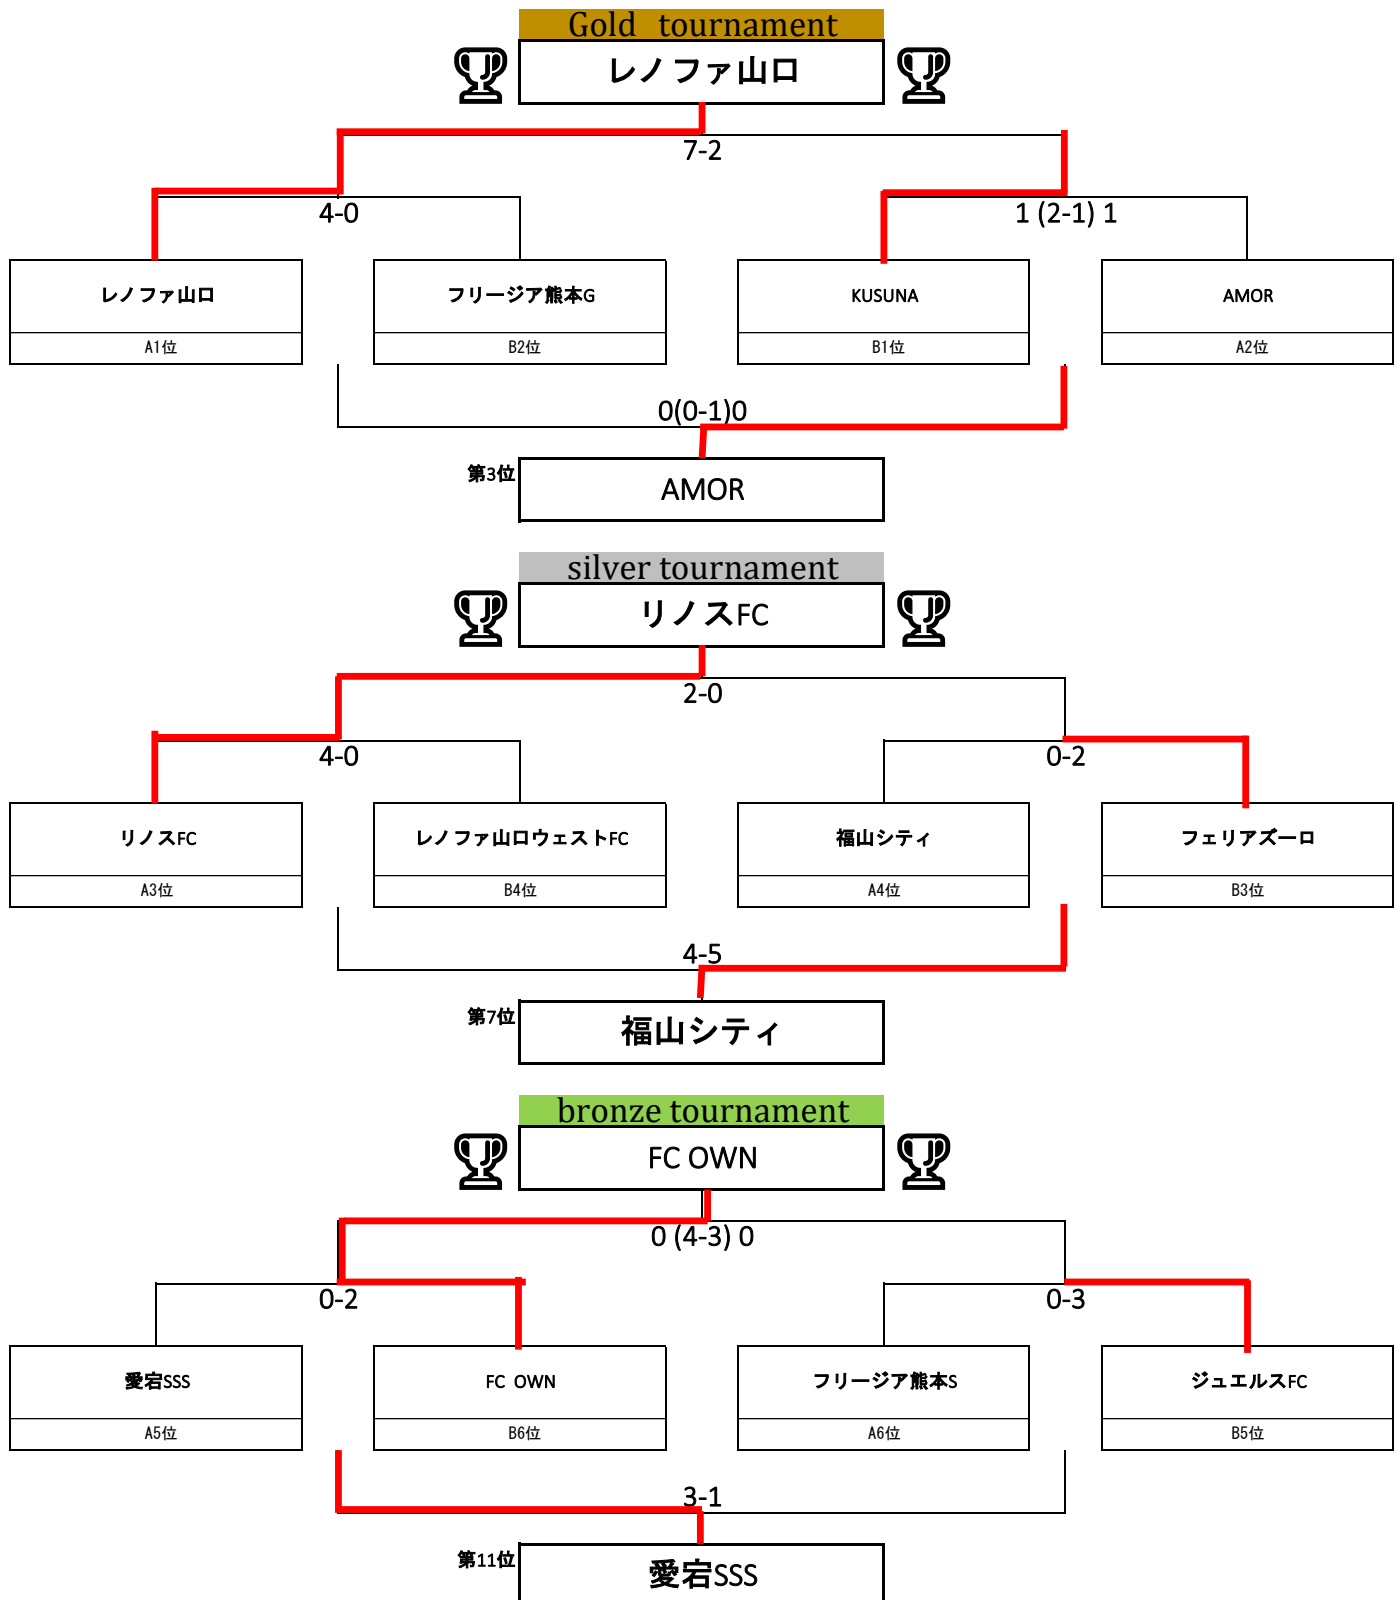 Gold tournament
レノファ山口
7-2
4-0
1 (2-1) 1
レノファ山口
フリージア熊本G
KUSUNA
AMOR
A1位
B2位
B1位
A2位
0(0-1)0
第3位
AMOR
silver tournament
リノスFC
2-0
4-0
0-2
リノスFC
レノファ山口ウェストFC
福山シティ
フェリアズーロ
A3位
B4位
A4位
B3位
4-5
第7位
福山シティ
bronze tournament
FC OWN
0 (4-3) 0
0-2
0-3
愛宕SSS
FC OWN
フリージア熊本S
ジュエルスFC
A5位
B6位
A6位
B5位
3-1
第11位
愛宕SSS